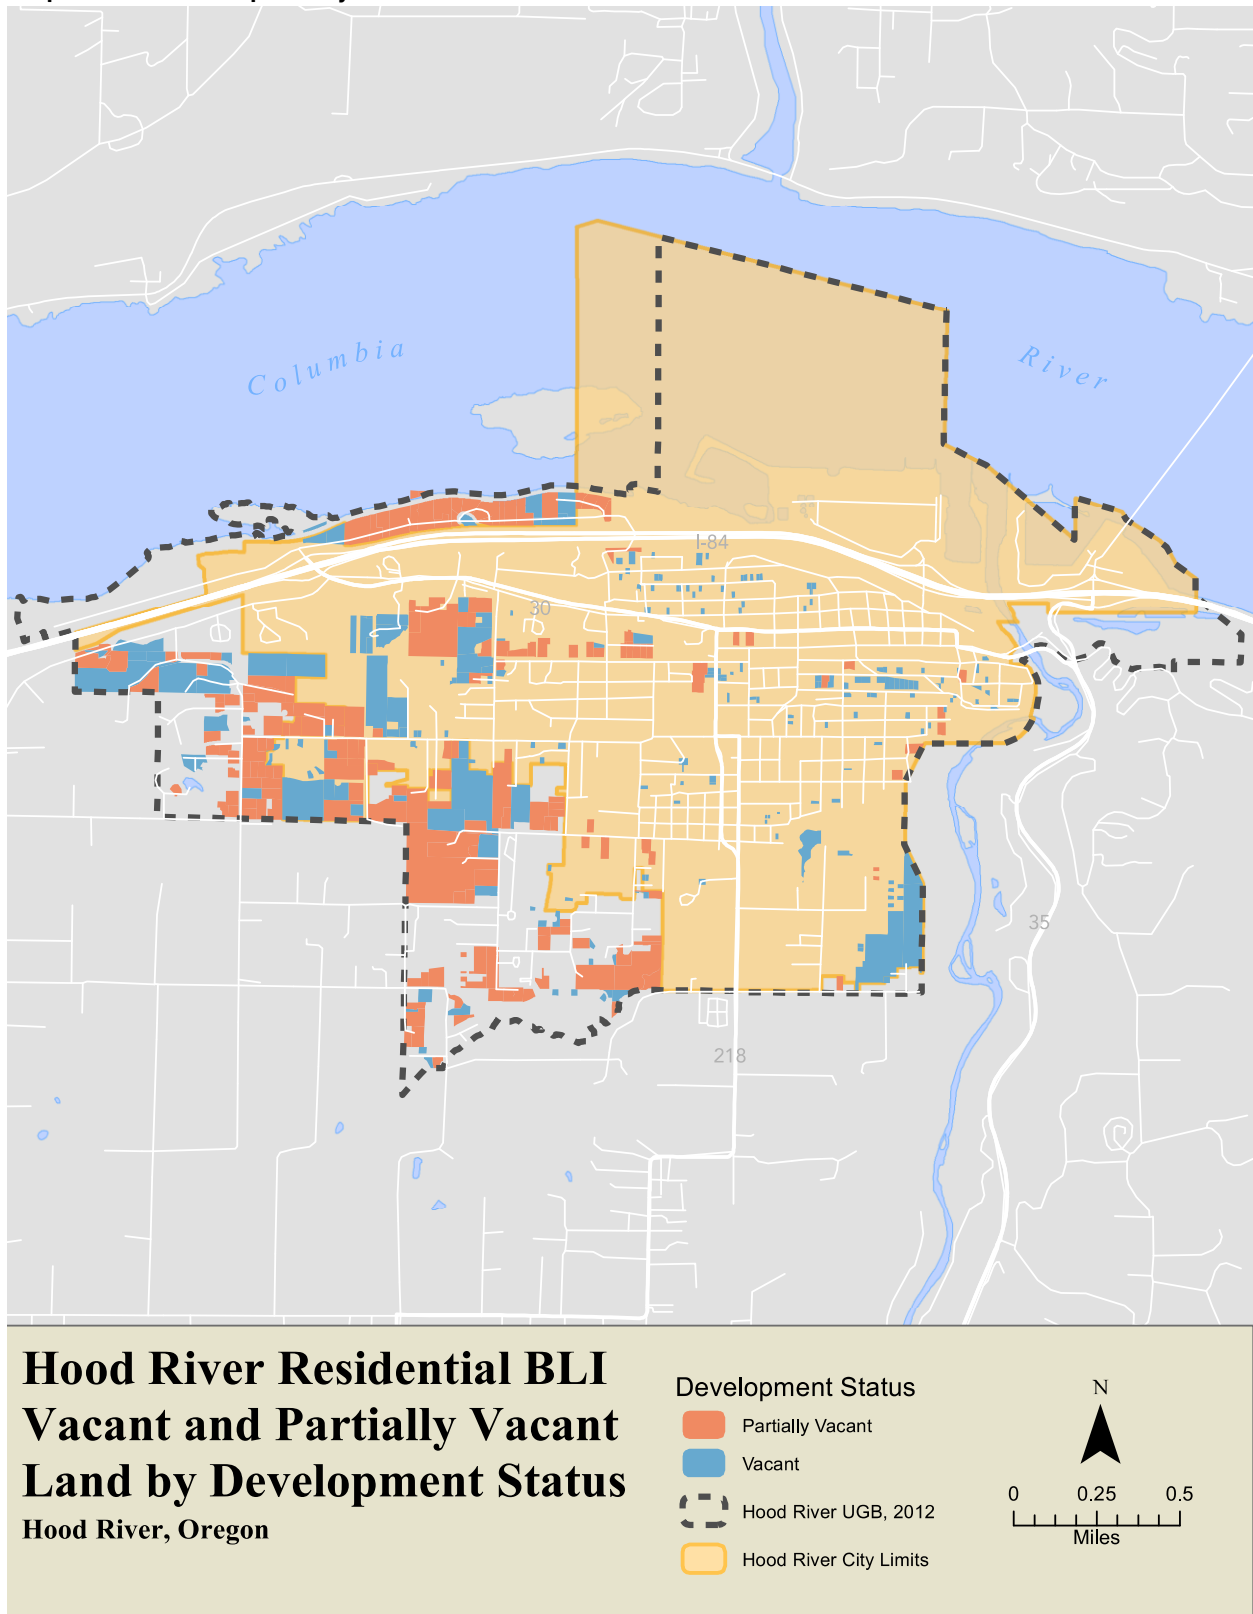 Columbia
River
I-84
30
35
218
Hood River Residential BLI
Vacant and Partially Vacant
Land by Development Status
Hood River, Oregon
Development Status
Partially Vacant
Vacant
Hood River UGB, 2012
Hood River City Limits
N
0 0.25 0.5
Miles